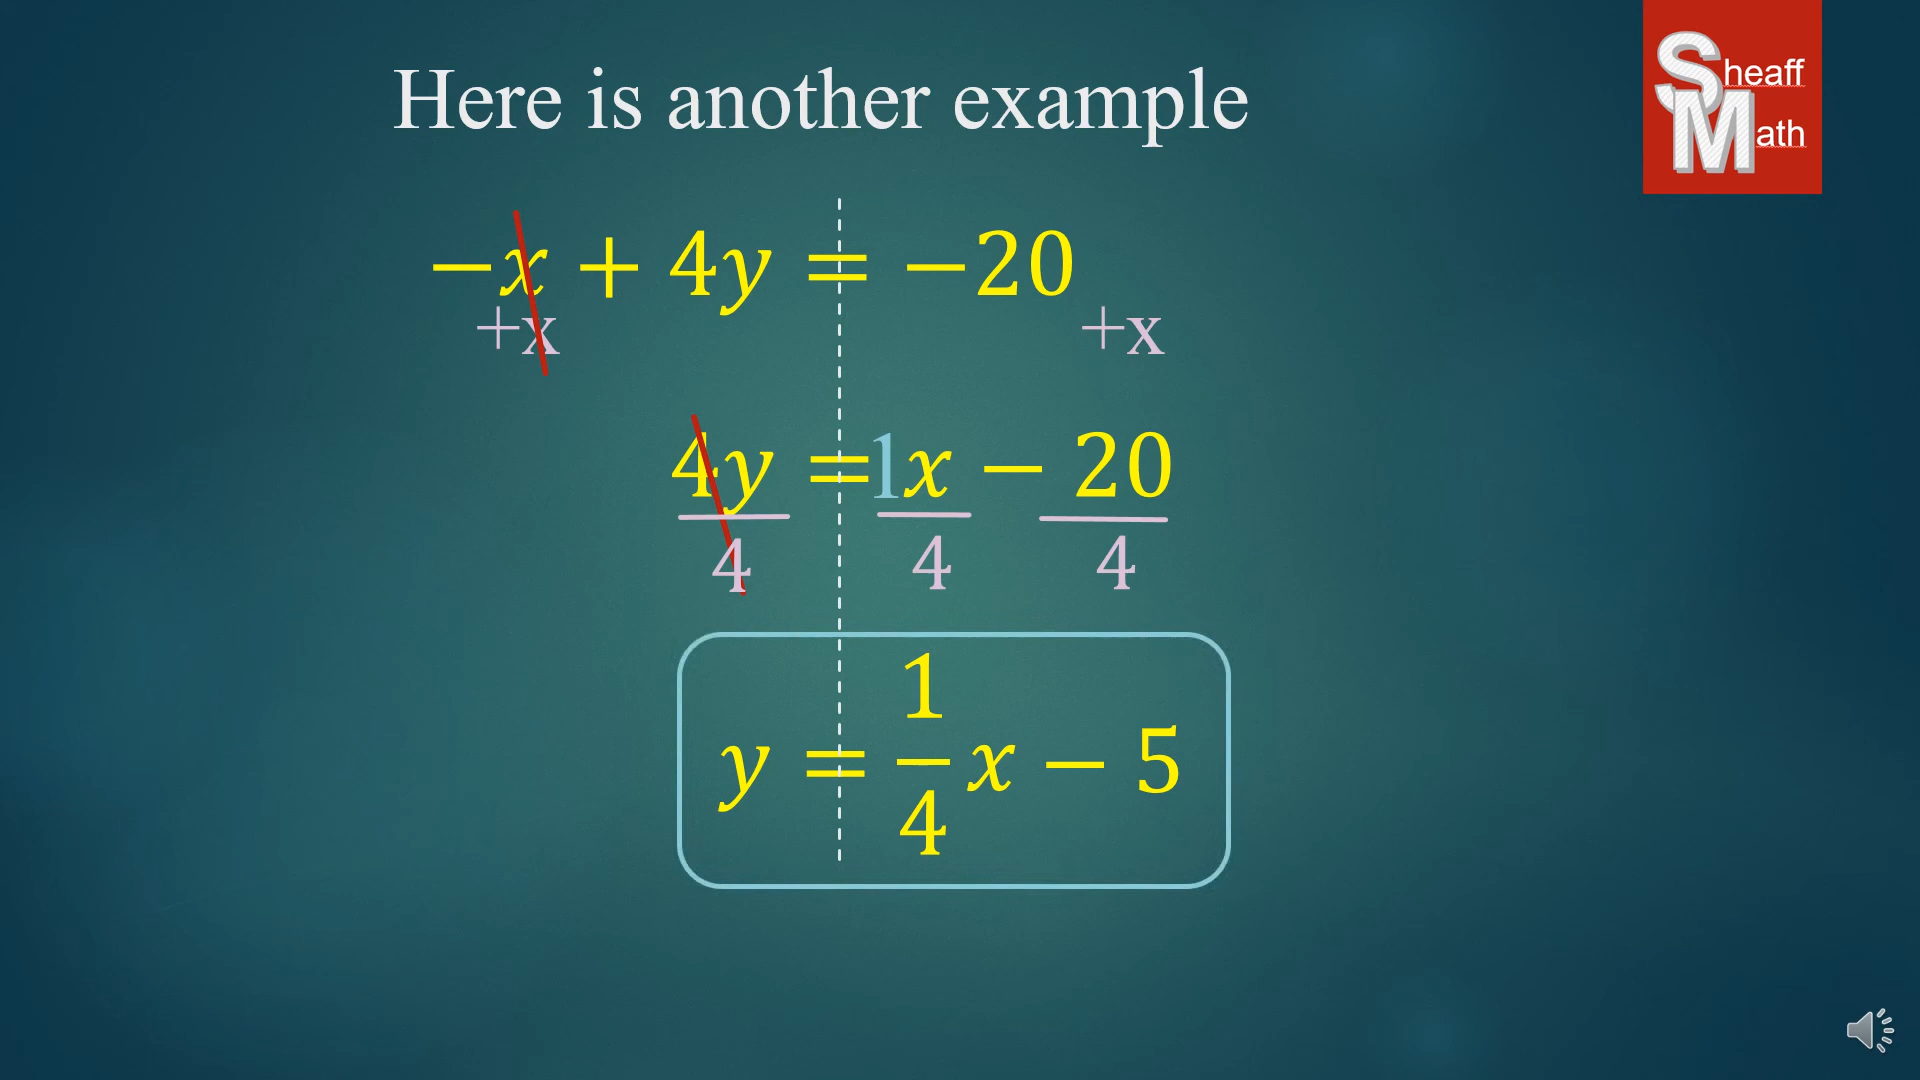 Here is another example
Sheaff
Math
−x + 4y = −20
+x +x
4y = 1x − 20
4 4 4
1
y = x − 5
4